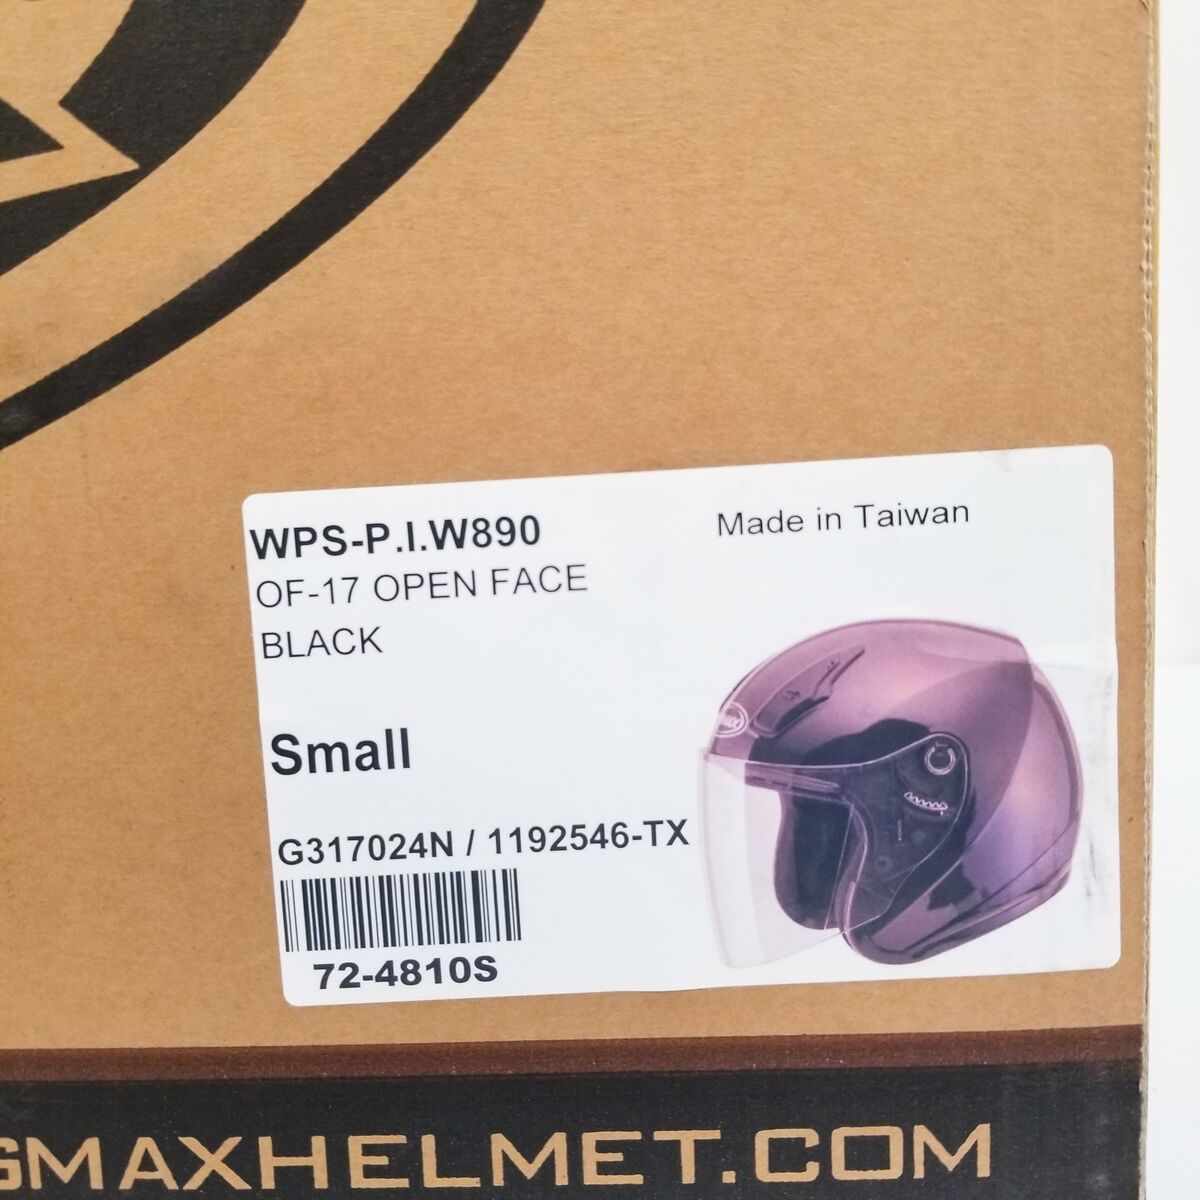 WPS-P.I.W890
Made in Taiwan
OF-17 OPEN FACE
BLACK
Small
G317024N / 1192546-TX
72-4810S
GMAXHELMET.COM